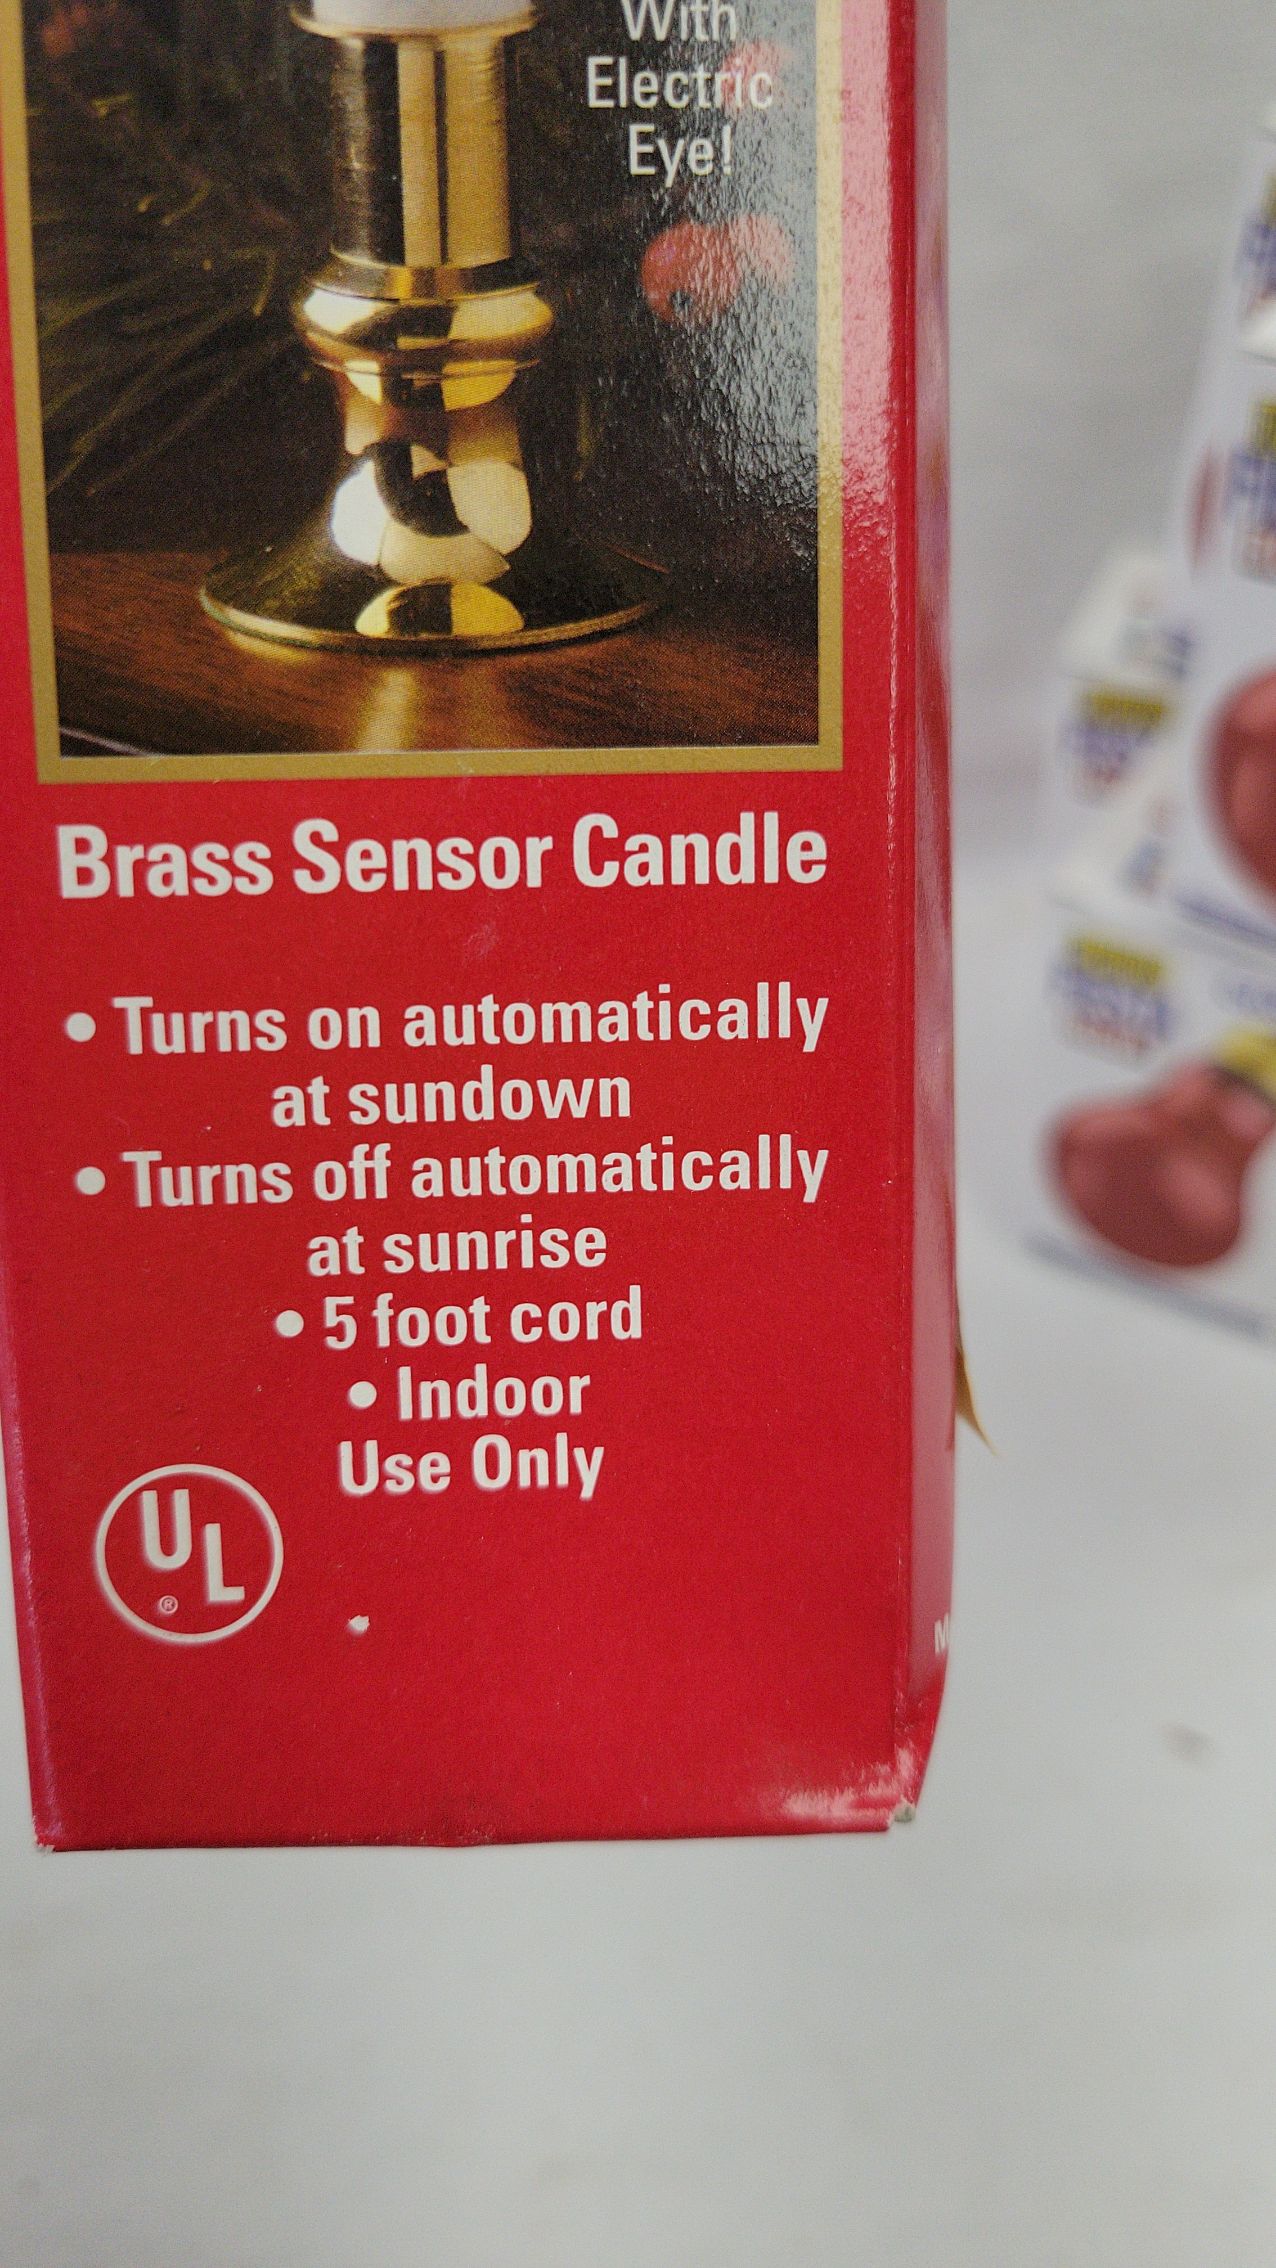 With
Electric
Eye!
Brass Sensor Candle
• Turns on automatically
at sundown
• Turns off automatically
at sunrise
• 5 foot cord
• Indoor
Use Only
UL
®